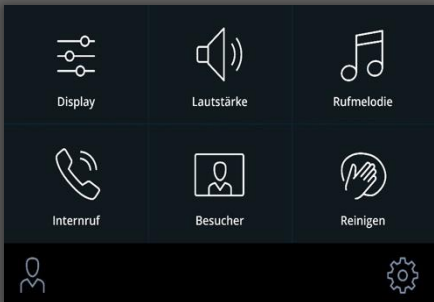 Display
Lautstärke
Rufmelodie
Internruf
Besucher
Reinigen